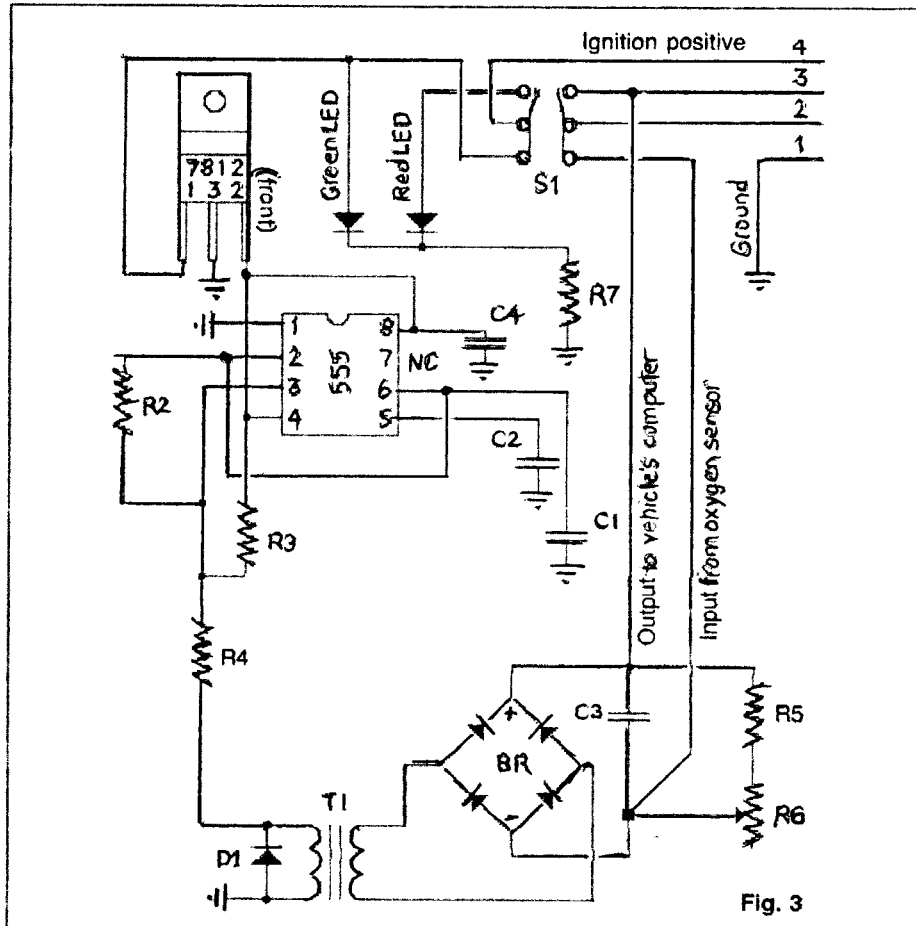 Ignition positive
4
3
2
1
S1
Ground
Green LED
Red LED
7812
1 3 2
(front)
R7
C4
1 8
2 7 NC
3 6
4 5
555
R2
C2
C1
R3
Output to vehicle's computer
Input from oxygen sensor
R4
C3
R5
+
BR
-
R6
T1
D1
Fig. 3